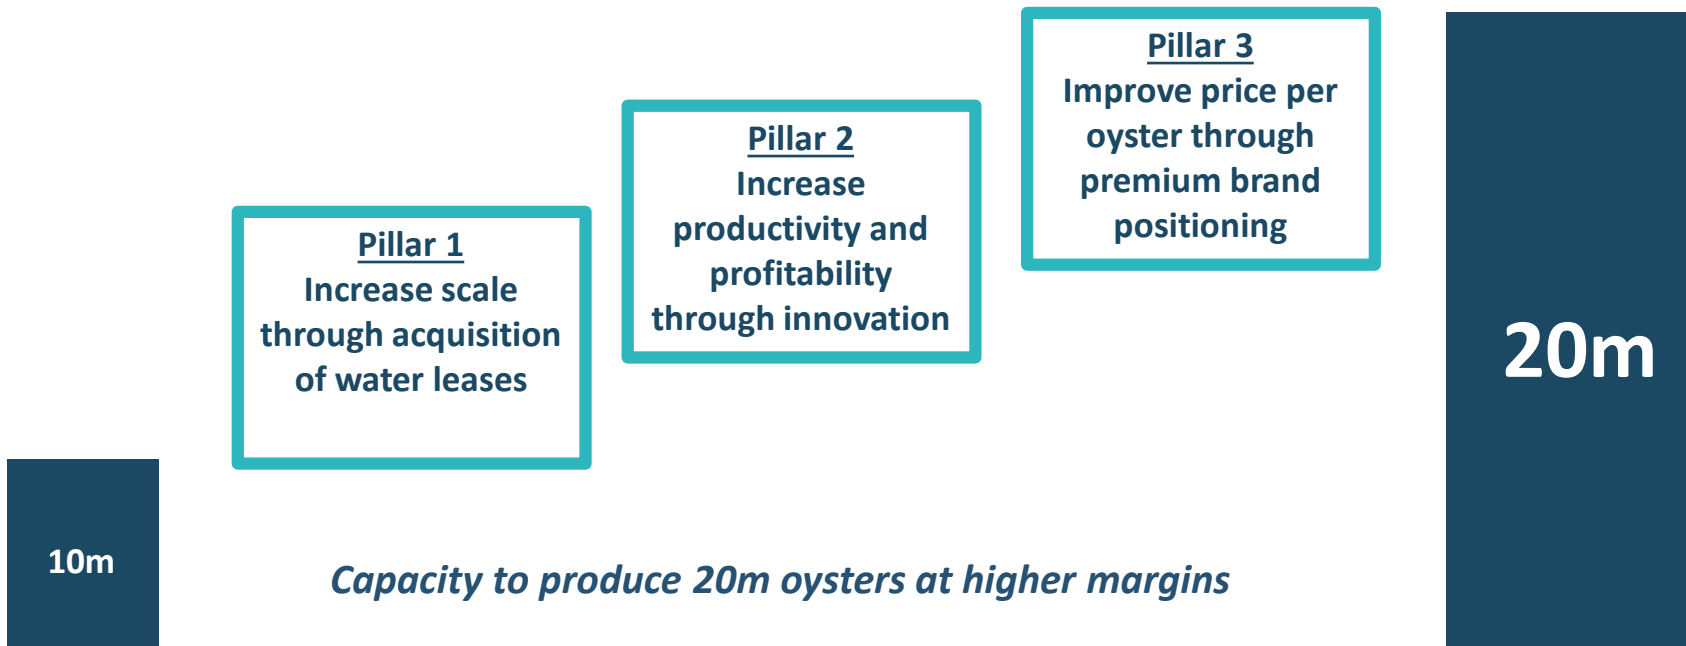 Pillar 1
Increase scale
through acquisition
of water leases
Pillar 2
Increase
productivity and
profitability
through innovation
Pillar 3
Improve price per
oyster through
premium brand
positioning
10m
20m
Capacity to produce 20m oysters at higher margins